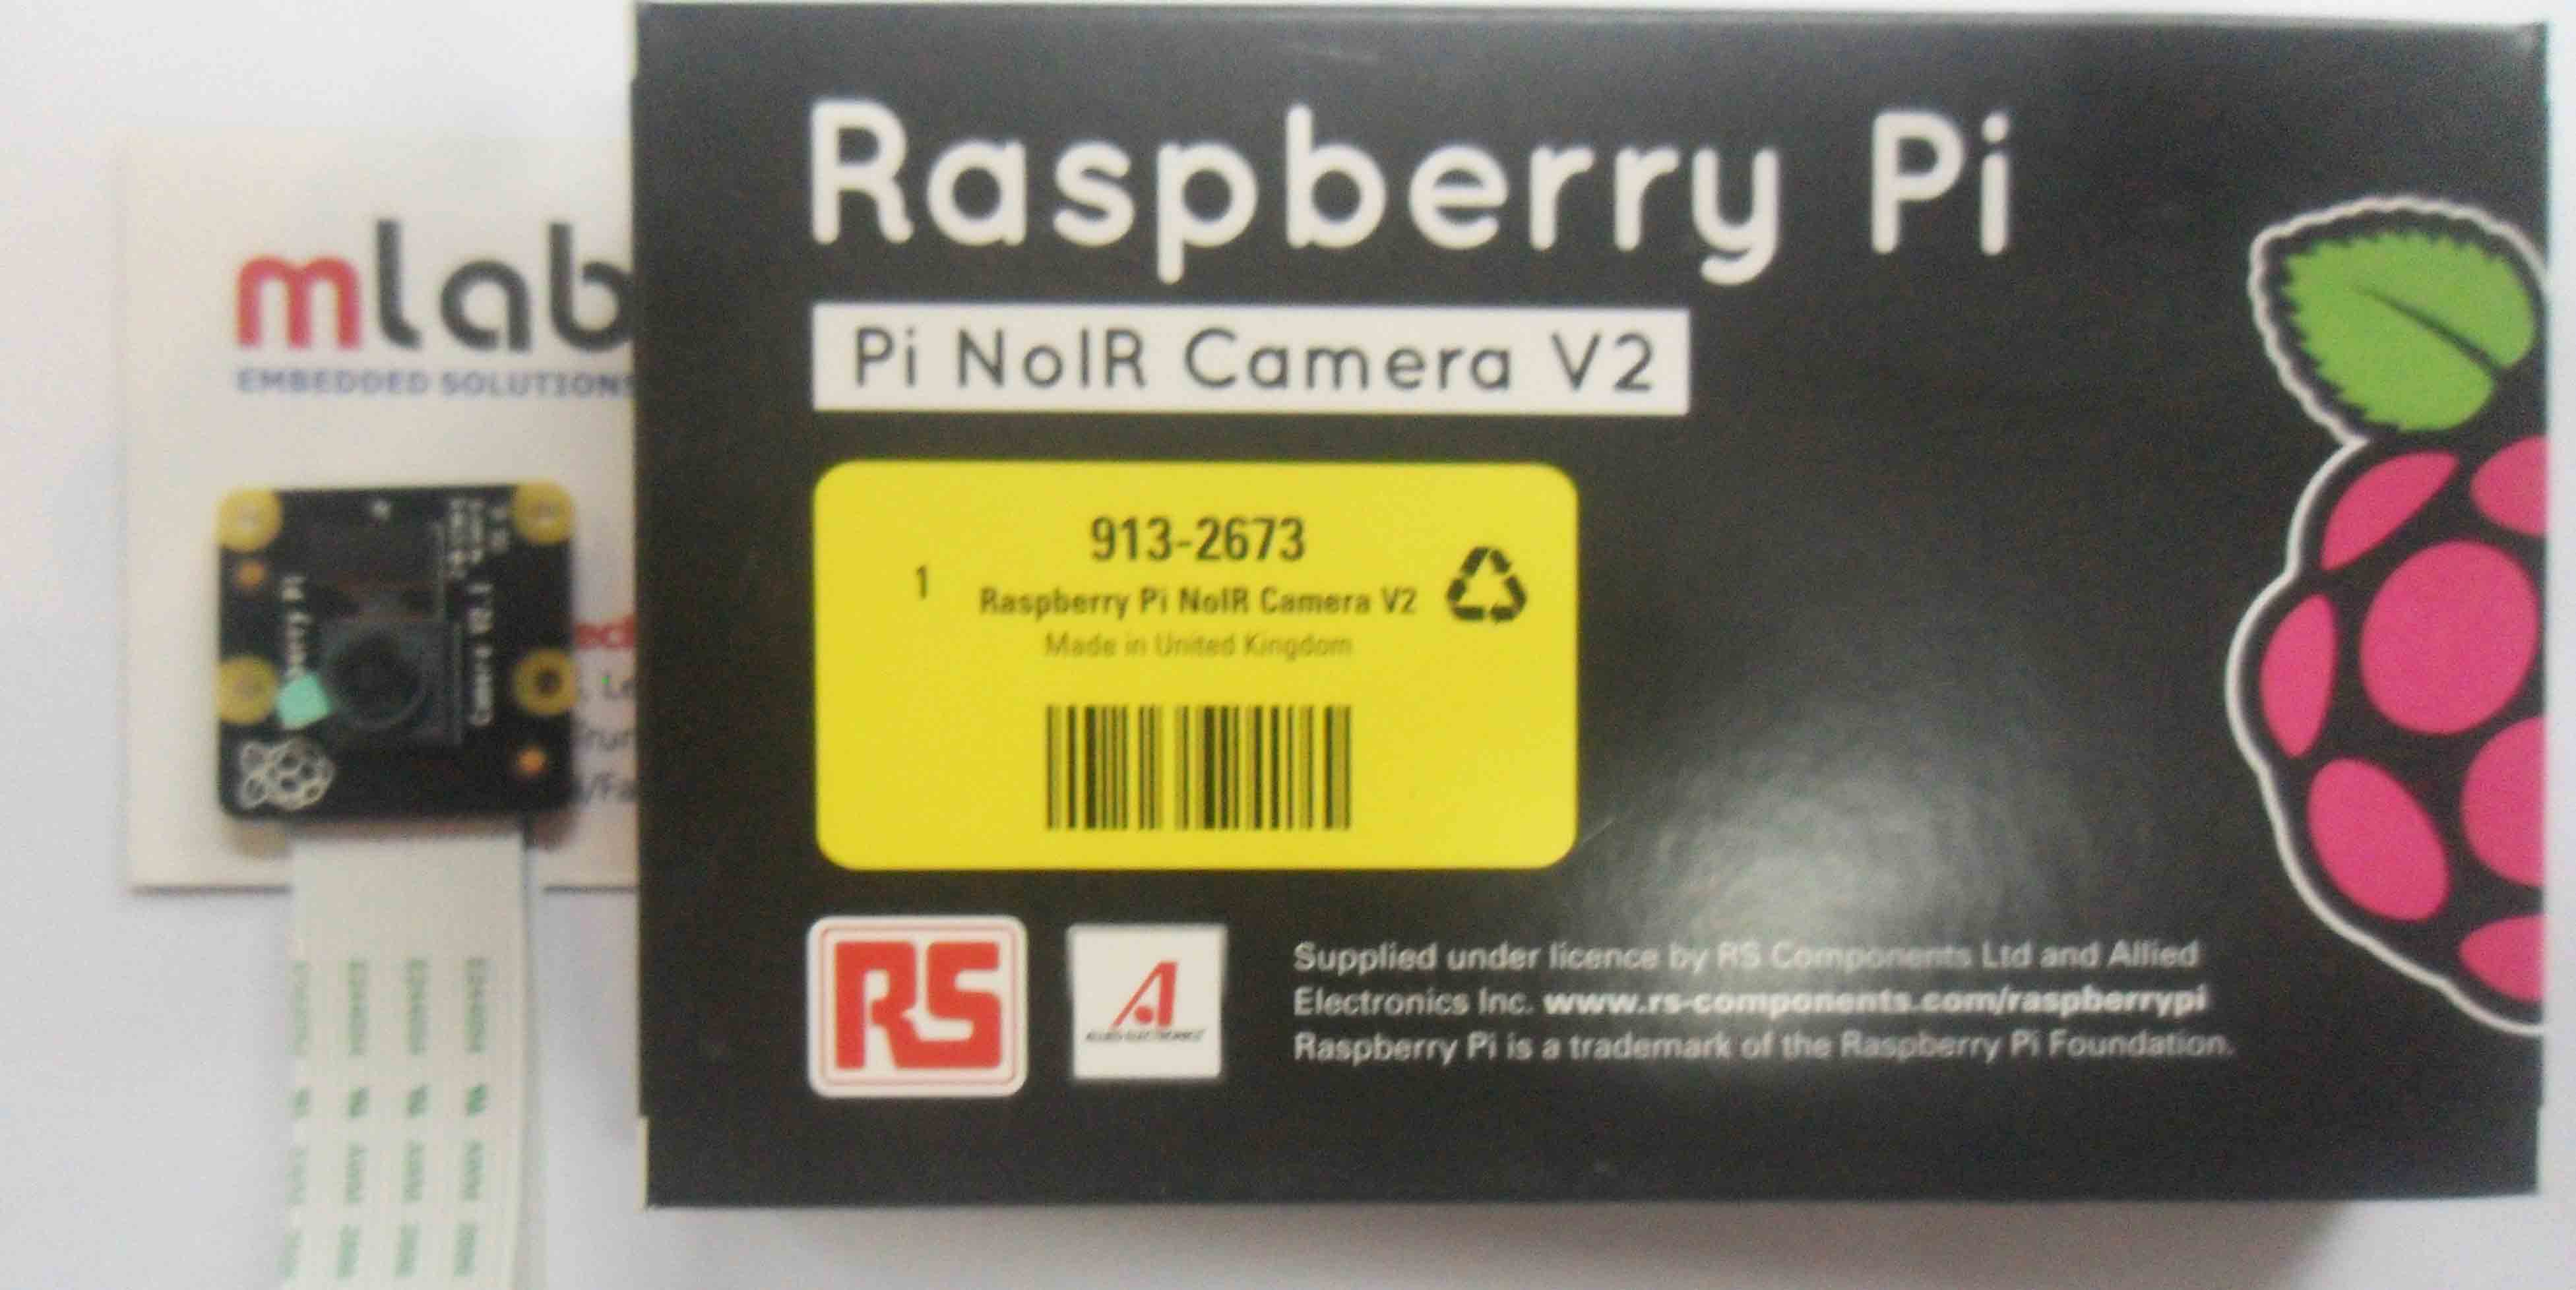 mlab
EMBEDDED SOLUTIONS
Raspberry Pi
Pi NoIR Camera V2
913-2673
1
Raspberry Pi NoIR Camera V2
Made in United Kingdom
RS
A
ALLIED ELECTRONICS
Supplied under licence by RS Components Ltd and Allied
Electronics Inc. www.rs-components.com/raspberrypi
Raspberry Pi is a trademark of the Raspberry Pi Foundation.